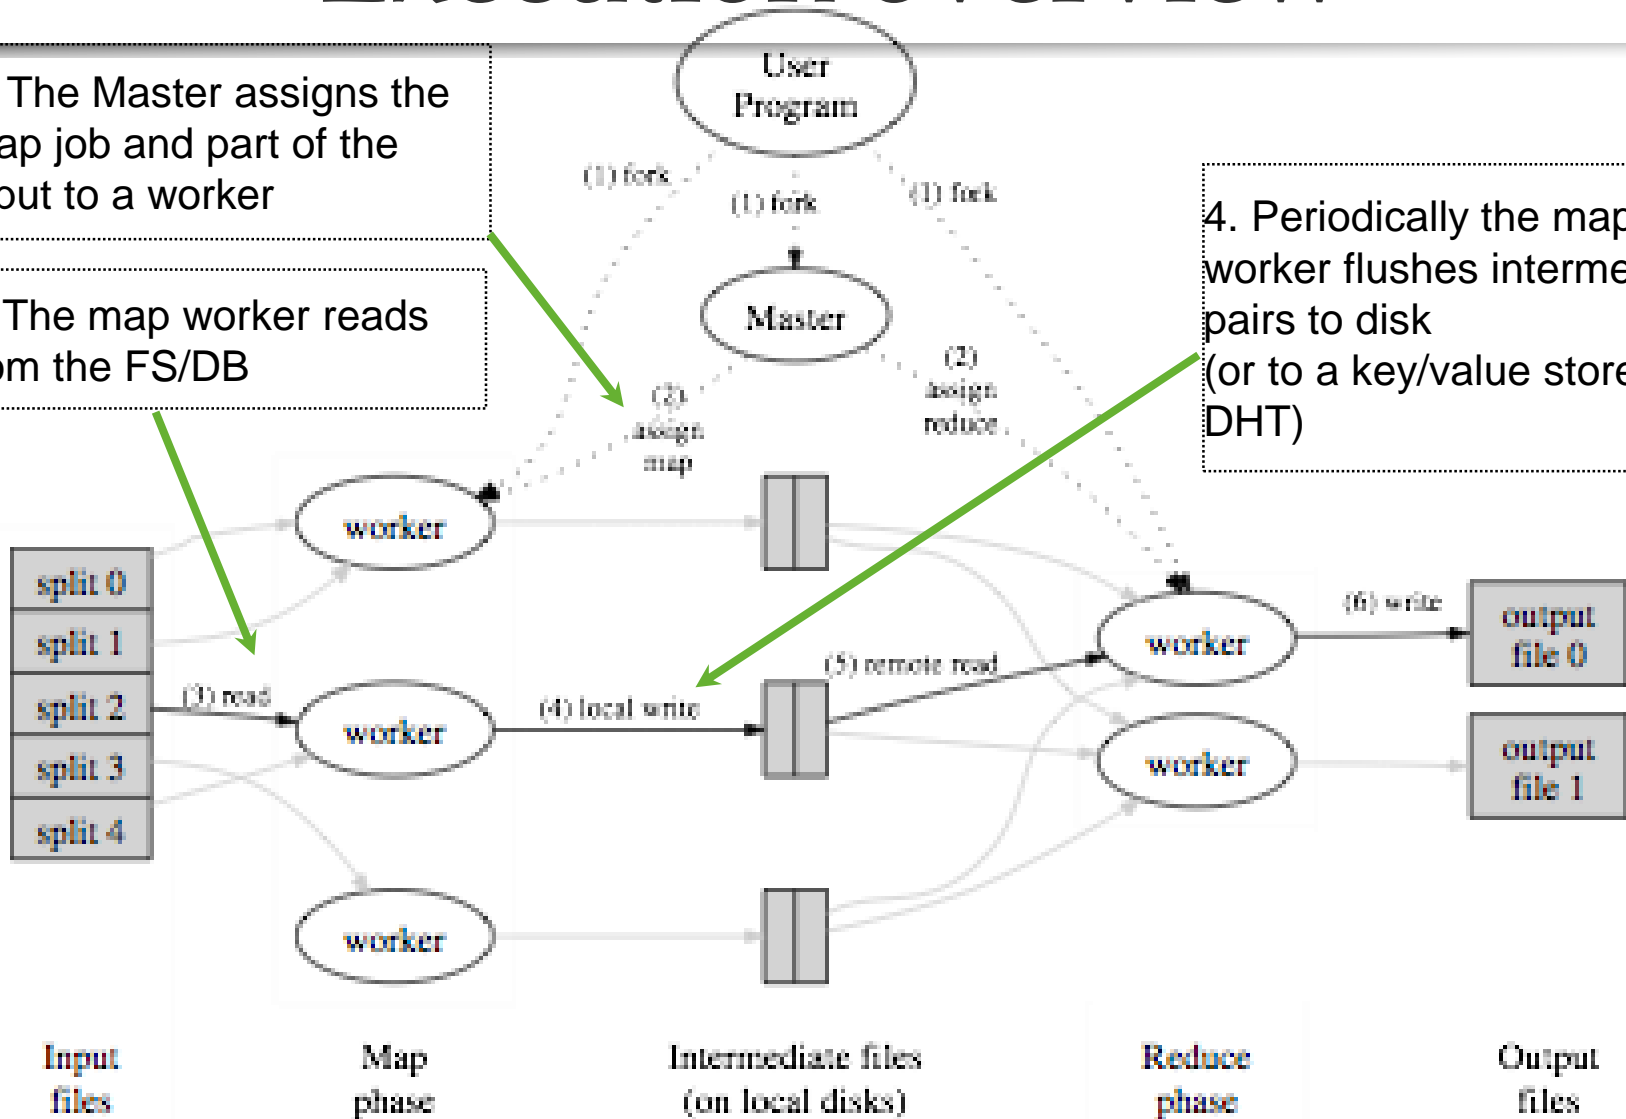 Execution overview
The Master assigns the
ap job and part of the
put to a worker
The map worker reads
om the FS/DB
4. Periodically the map
worker flushes interme
pairs to disk
(or to a key/value store
DHT)
User
Program
(1) fork
(1) fork
(1) fork
Master
(2)
assign
map
(2)
assign
reduce
split 0
split 1
split 2
split 3
split 4
(3) read
worker
worker
worker
(4) local write
(5) remote read
worker
worker
(6) write
output
file 0
output
file 1
Input
files
Map
phase
Intermediate files
(on local disks)
Reduce
phase
Output
files